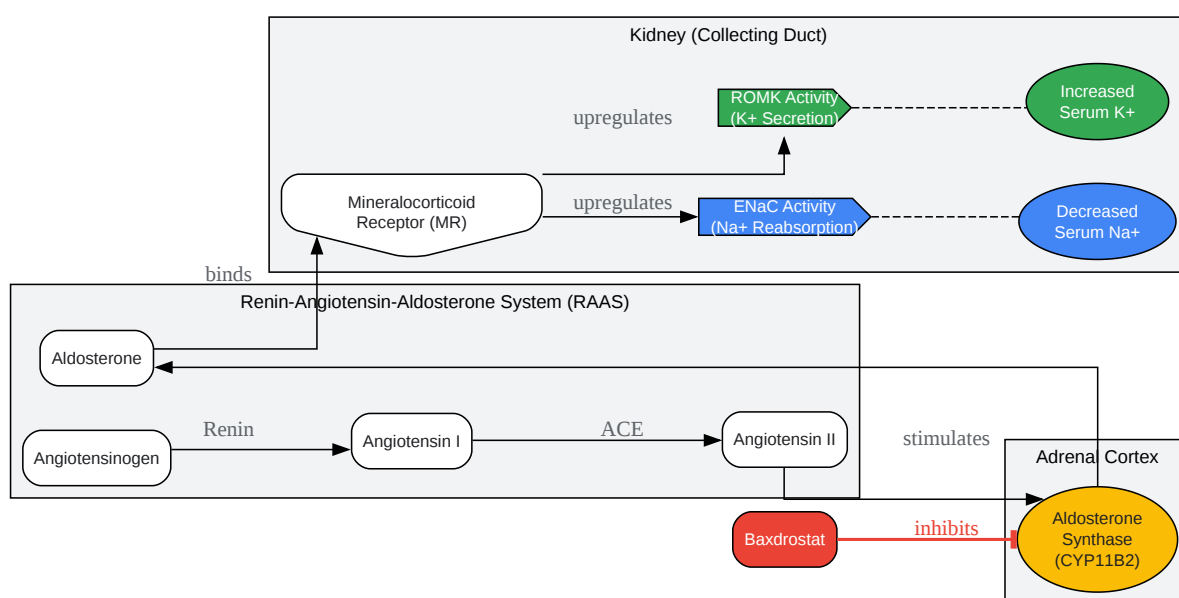 Kidney (Collecting Duct)
ROMK Activity
(K+ Secretion)
Increased
Serum K+
upregulates
Mineralocorticoid
Receptor (MR)
upregulates
ENaC Activity
(Na+ Reabsorption)
Decreased
Serum Na+
binds
Renin-Angiotensin-Aldosterone System (RAAS)
Aldosterone
Angiotensinogen
Renin
Angiotensin I
ACE
Angiotensin II
stimulates
Adrenal Cortex
Baxdrostat
inhibits
Aldosterone
Synthase
(CYP11B2)